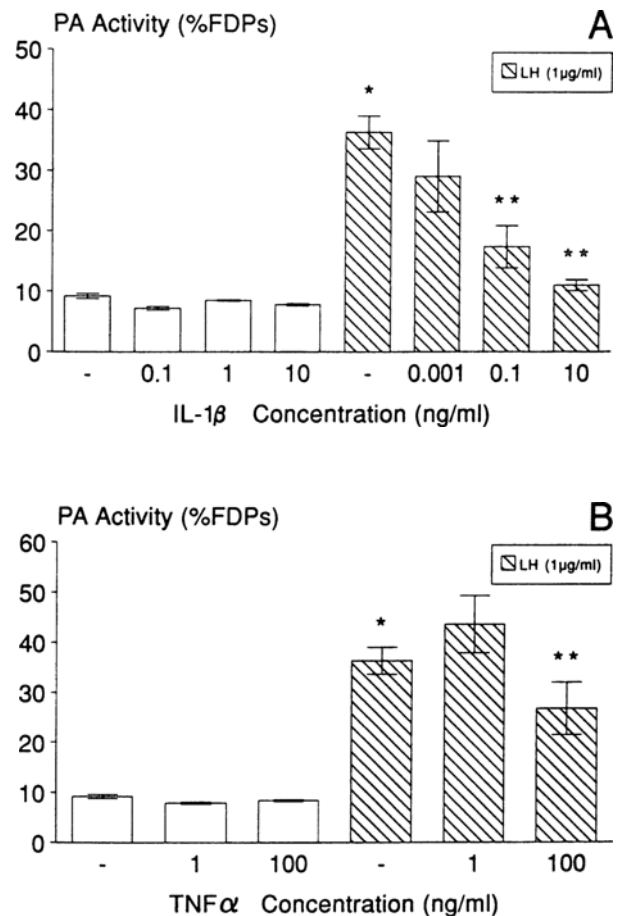 PA Activity (%FDPs)
A
50
LH (1µg/ml)
40
*
30
20
**
**
10
0
- 0.1 1 10 - 0.001 0.1 10
IL-1β Concentration (ng/ml)
PA Activity (%FDPs)
B
60
LH (1µg/ml)
50
*
40
**
30
20
10
0
- 1 100 - 1 100
TNFα Concentration (ng/ml)